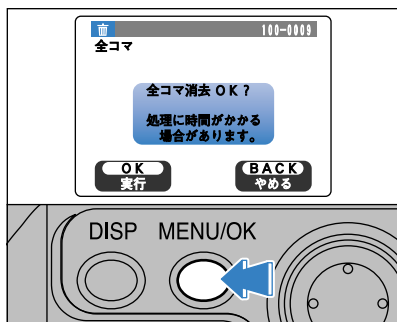 100-0009
全コマ
全コマ消去 OK?
処理に時間がかかる
場合があります。
OK BACK
実行 やめる
DISP MENU/OK